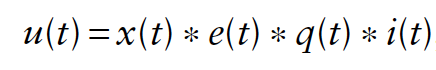 u(t) = x(t) * e(t) * q(t) * i(t)